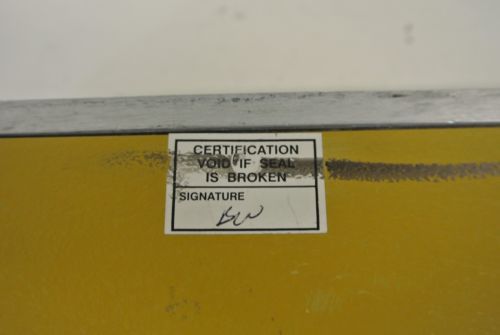 CERTIFICATION
VOID IF SEAL
IS BROKEN
SIGNATURE